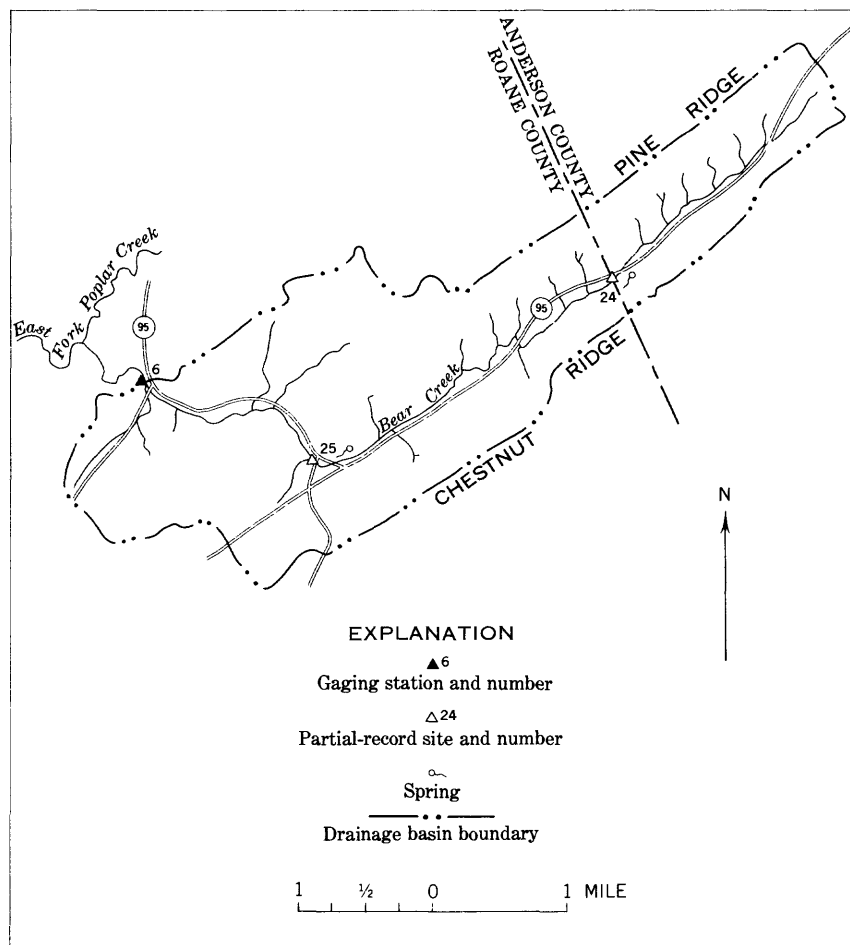 ANDERSON COUNTY
ROANE COUNTY
PINE RIDGE
East Fork Poplar Creek
95
6
24
95
RIDGE
CHESTNUT
Bear Creek
25
N
EXPLANATION
6
Gaging station and number
24
Partial-record site and number
Spring
Drainage basin boundary
1 ½ 0 1 MILE